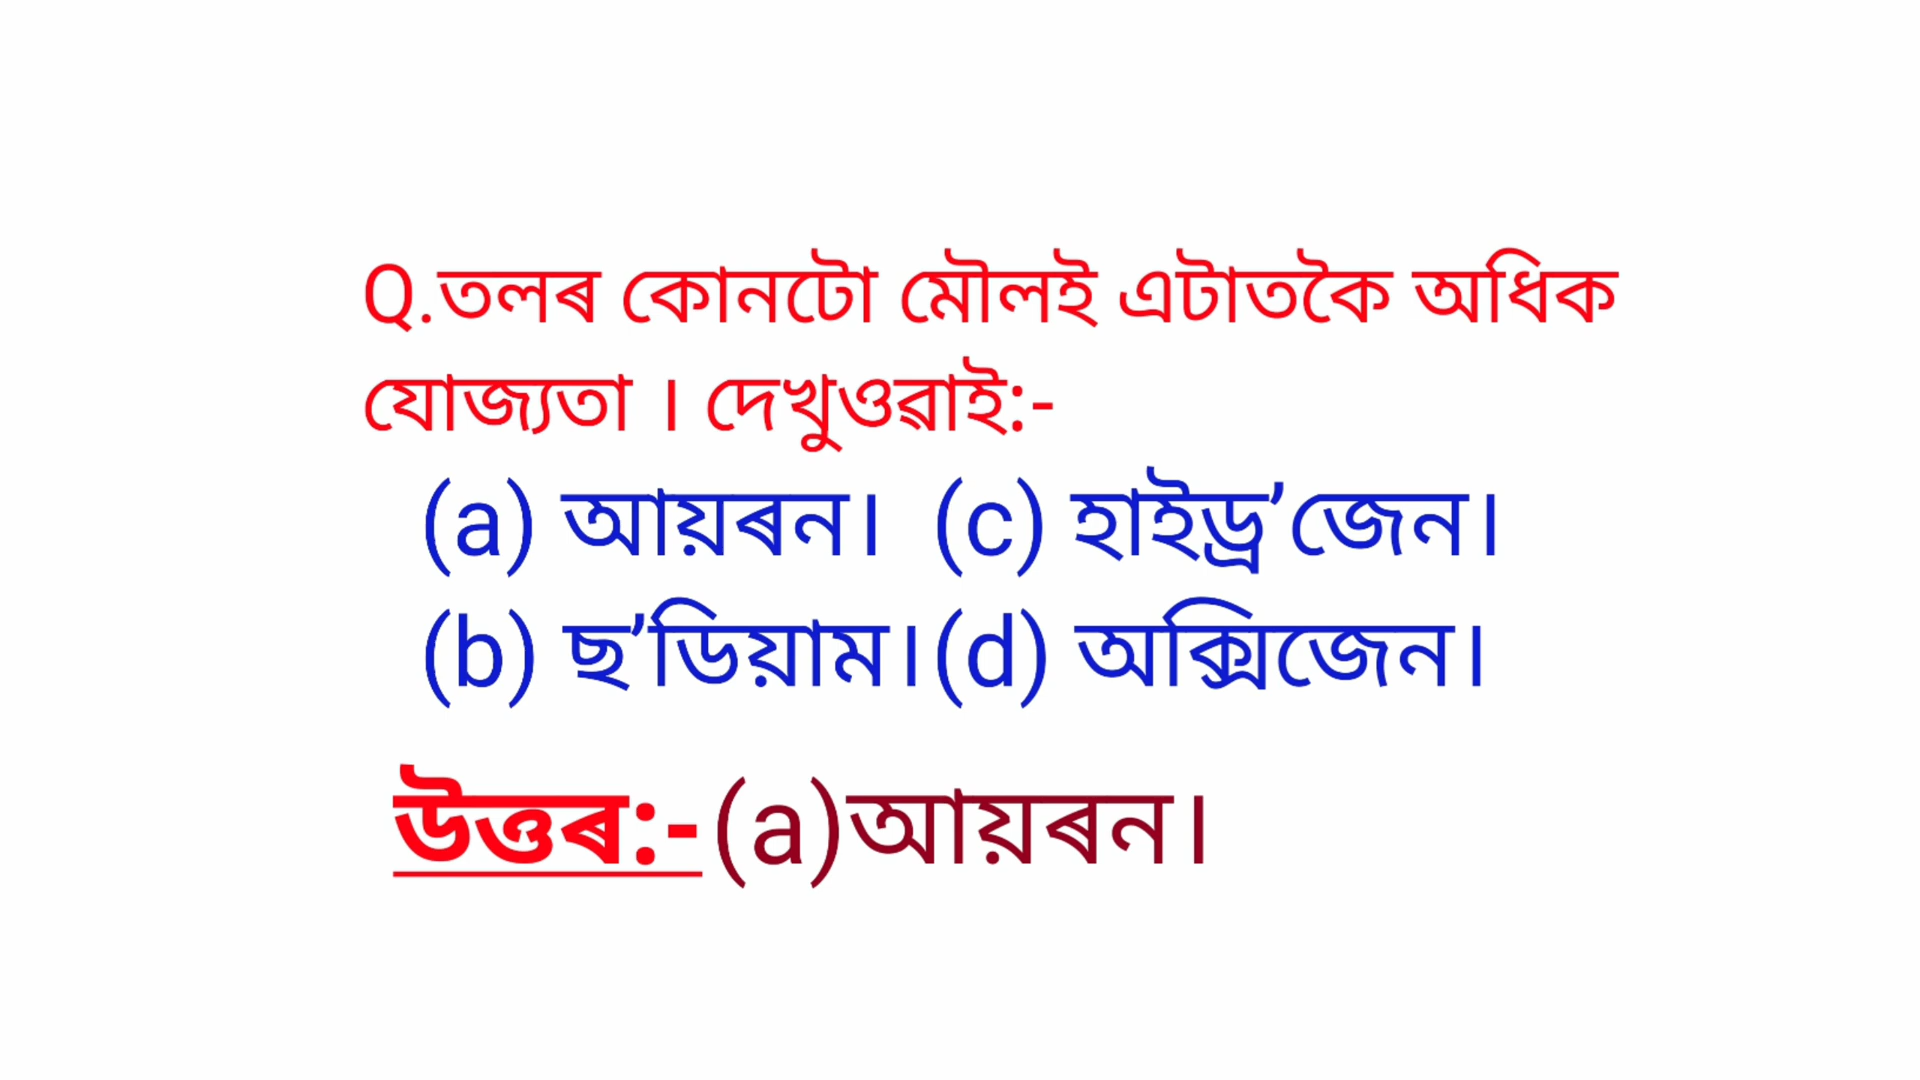 Q.তলৰ কোনটো মৌলই এটাতকৈ অধিক
যোজ্যতা । দেখুওৱাই:-
(a) আয়ৰন। (c) হাইড্ৰ’জেন।
(b) ছ’ডিয়াম। (d) অক্সিজেন।
উত্তৰ:-(a)আয়ৰন।